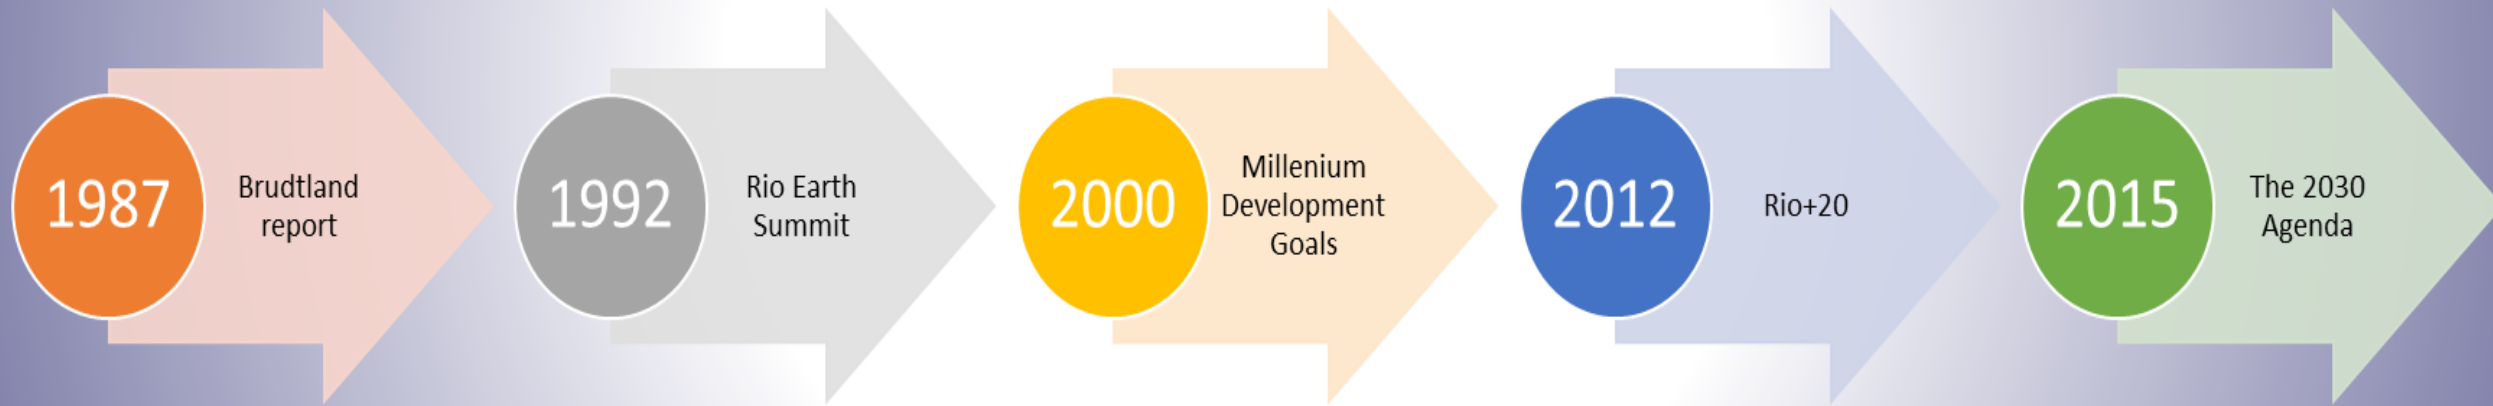 1987
Brudtland
report
1992
Rio Earth
Summit
2000
Millenium
Development
Goals
2012
Rio+20
2015
The 2030
Agenda